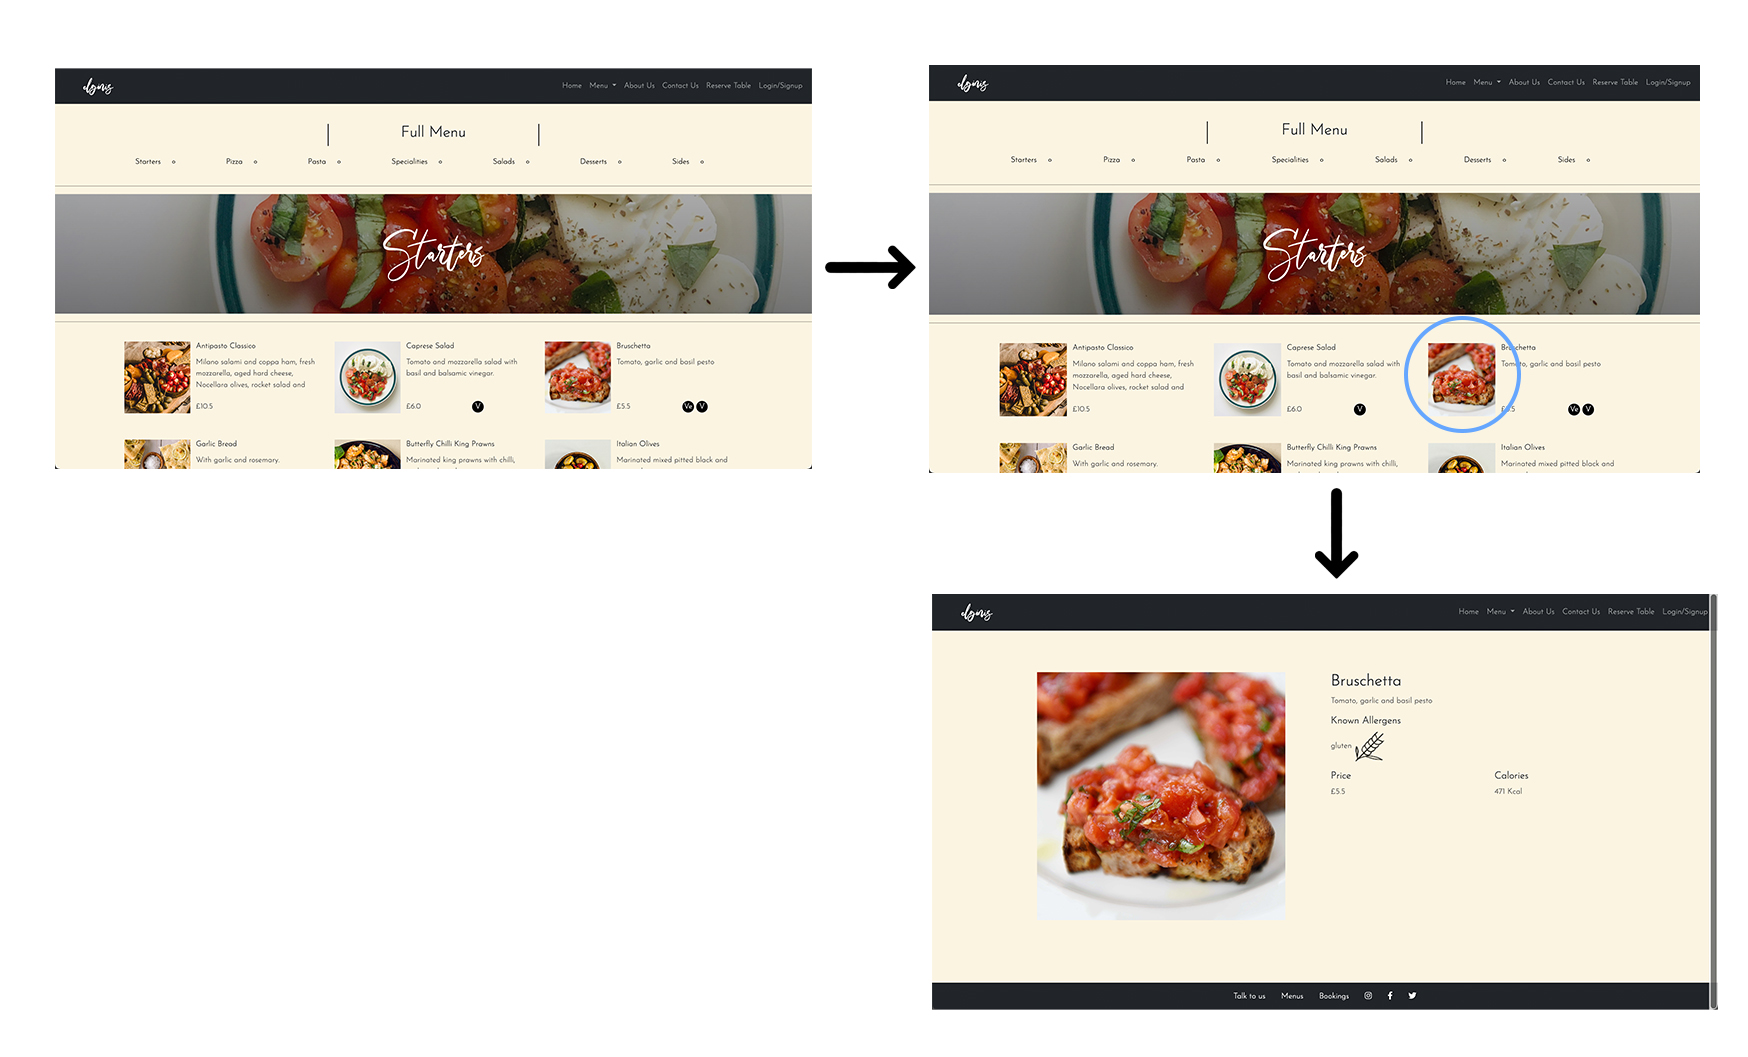 Home Menu About Us Contact Us Reserve Table Login/Signup
Full Menu
Starters Pizza Pasta Specialities Salads Desserts Sides
Starters
Antipasto Classico
Milano salami and coppa ham, fresh
mozzarella, aged hard cheese,
Nocellara olives, rocket salad and
£10.5
Caprese Salad
Tomato and mozzarella salad with
basil and balsamic vinegar.
£6.0
V
Bruschetta
Tomato, garlic and basil pesto
£5.5
Ve V
Garlic Bread
With garlic and rosemary.
Butterfly Chilli King Prawns
Marinated king prawns with chilli,
Italian Olives
Marinated mixed pitted black and
Home Menu About Us Contact Us Reserve Table Login/Signup
Full Menu
Starters Pizza Pasta Specialities Salads Desserts Sides
Starters
Antipasto Classico
Milano salami and coppa ham, fresh
mozzarella, aged hard cheese,
Nocellara olives, rocket salad and
£10.5
Caprese Salad
Tomato and mozzarella salad with
basil and balsamic vinegar.
£6.0
V
Bruschetta
Tomato, garlic and basil pesto
£5.5
Ve V
Garlic Bread
With garlic and rosemary.
Butterfly Chilli King Prawns
Marinated king prawns with chilli,
Italian Olives
Marinated mixed pitted black and
Home Menu About Us Contact Us Reserve Table Login/Signup
Bruschetta
Tomato, garlic and basil pesto
Known Allergens
gluten
Price
£5.5
Calories
471 Kcal
Talk to us Menus Bookings